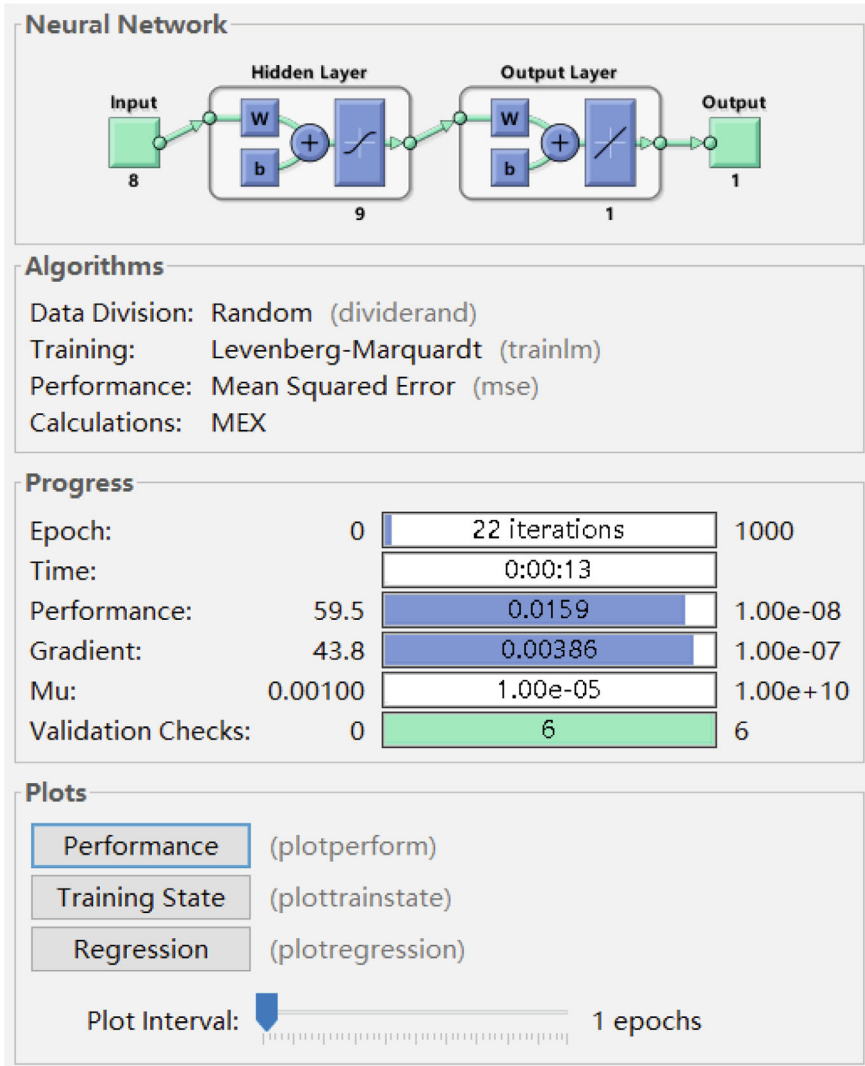 Neural Network
Hidden Layer
Output Layer
Input
Output
W
b
+
W
b
+
8
9
1
1
Algorithms
Data Division: Random (dividerand)
Training: Levenberg-Marquardt (trainlm)
Performance: Mean Squared Error (mse)
Calculations: MEX
Progress
Epoch: 0 22 iterations 1000
Time: 0:00:13
Performance: 59.5 0.0159 1.00e-08
Gradient: 43.8 0.00386 1.00e-07
Mu: 0.00100 1.00e-05 1.00e+10
Validation Checks: 0 6 6
Plots
Performance (plotperform)
Training State (plottrainstate)
Regression (plotregression)
Plot Interval: 1 epochs